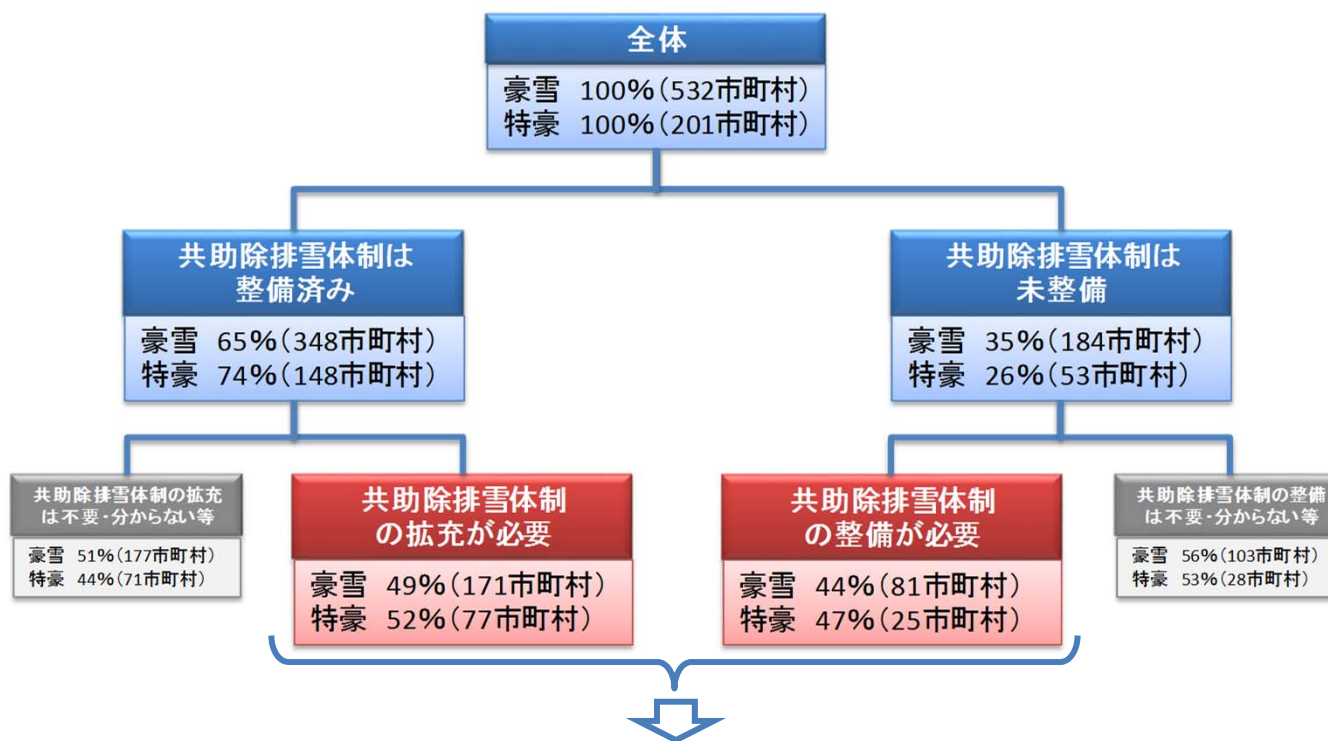 全体
豪雪 100%(532市町村)
特豪 100%(201市町村)
共助除排雪体制は
整備済み
豪雪 65%(348市町村)
特豪 74%(148市町村)
共助除排雪体制は
未整備
豪雪 35%(184市町村)
特豪 26%(53市町村)
共助除排雪体制の拡充
は不要・分からない等
豪雪 51%(177市町村)
特豪 44%(71市町村)
共助除排雪体制
の拡充が必要
豪雪 49%(171市町村)
特豪 52%(77市町村)
共助除排雪体制
の整備が必要
豪雪 44%(81市町村)
特豪 47%(25市町村)
共助除排雪体制の整備
は不要・分からない等
豪雪 56%(103市町村)
特豪 53%(28市町村)